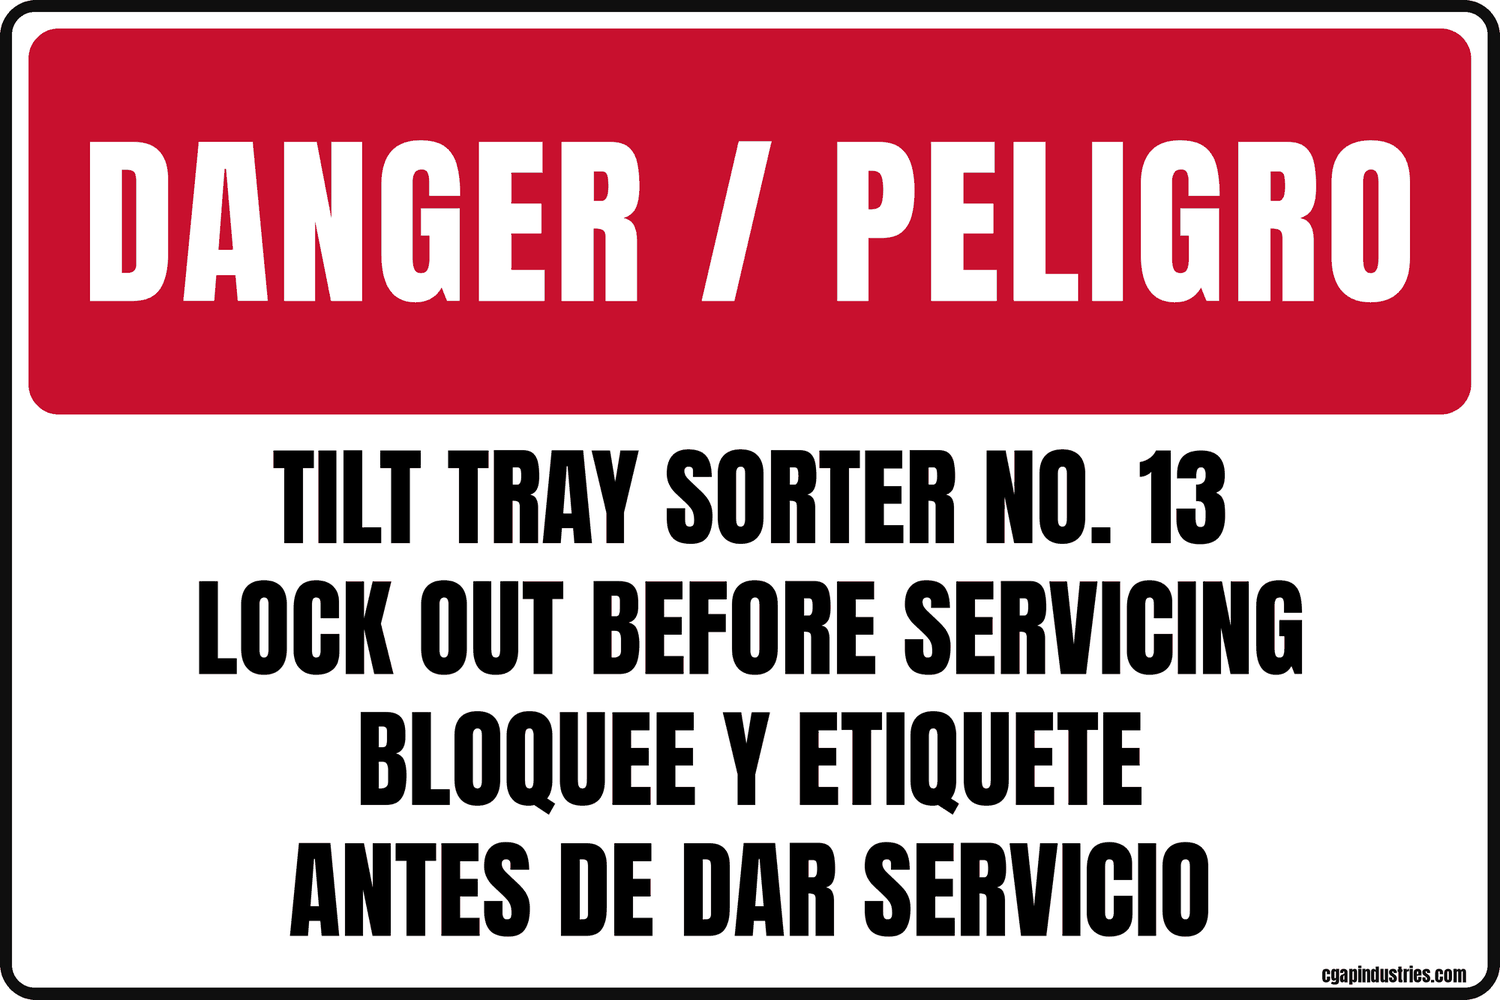 DANGER / PELIGRO
TILT TRAY SORTER NO. 13
LOCK OUT BEFORE SERVICING
BLOQUEE Y ETIQUETE
ANTES DE DAR SERVICIO
cgapindustries.com